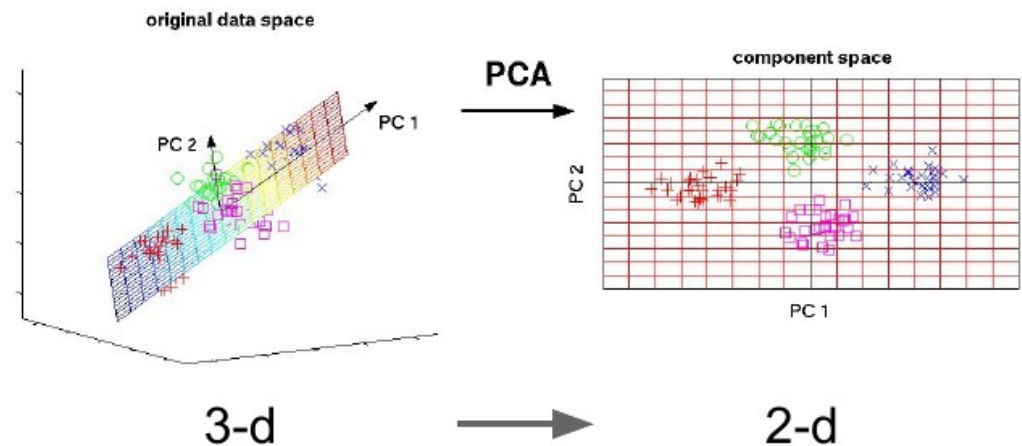 original data space
PCA
component space
PC 2
PC 1
PC 2
PC 1
3-d
2-d